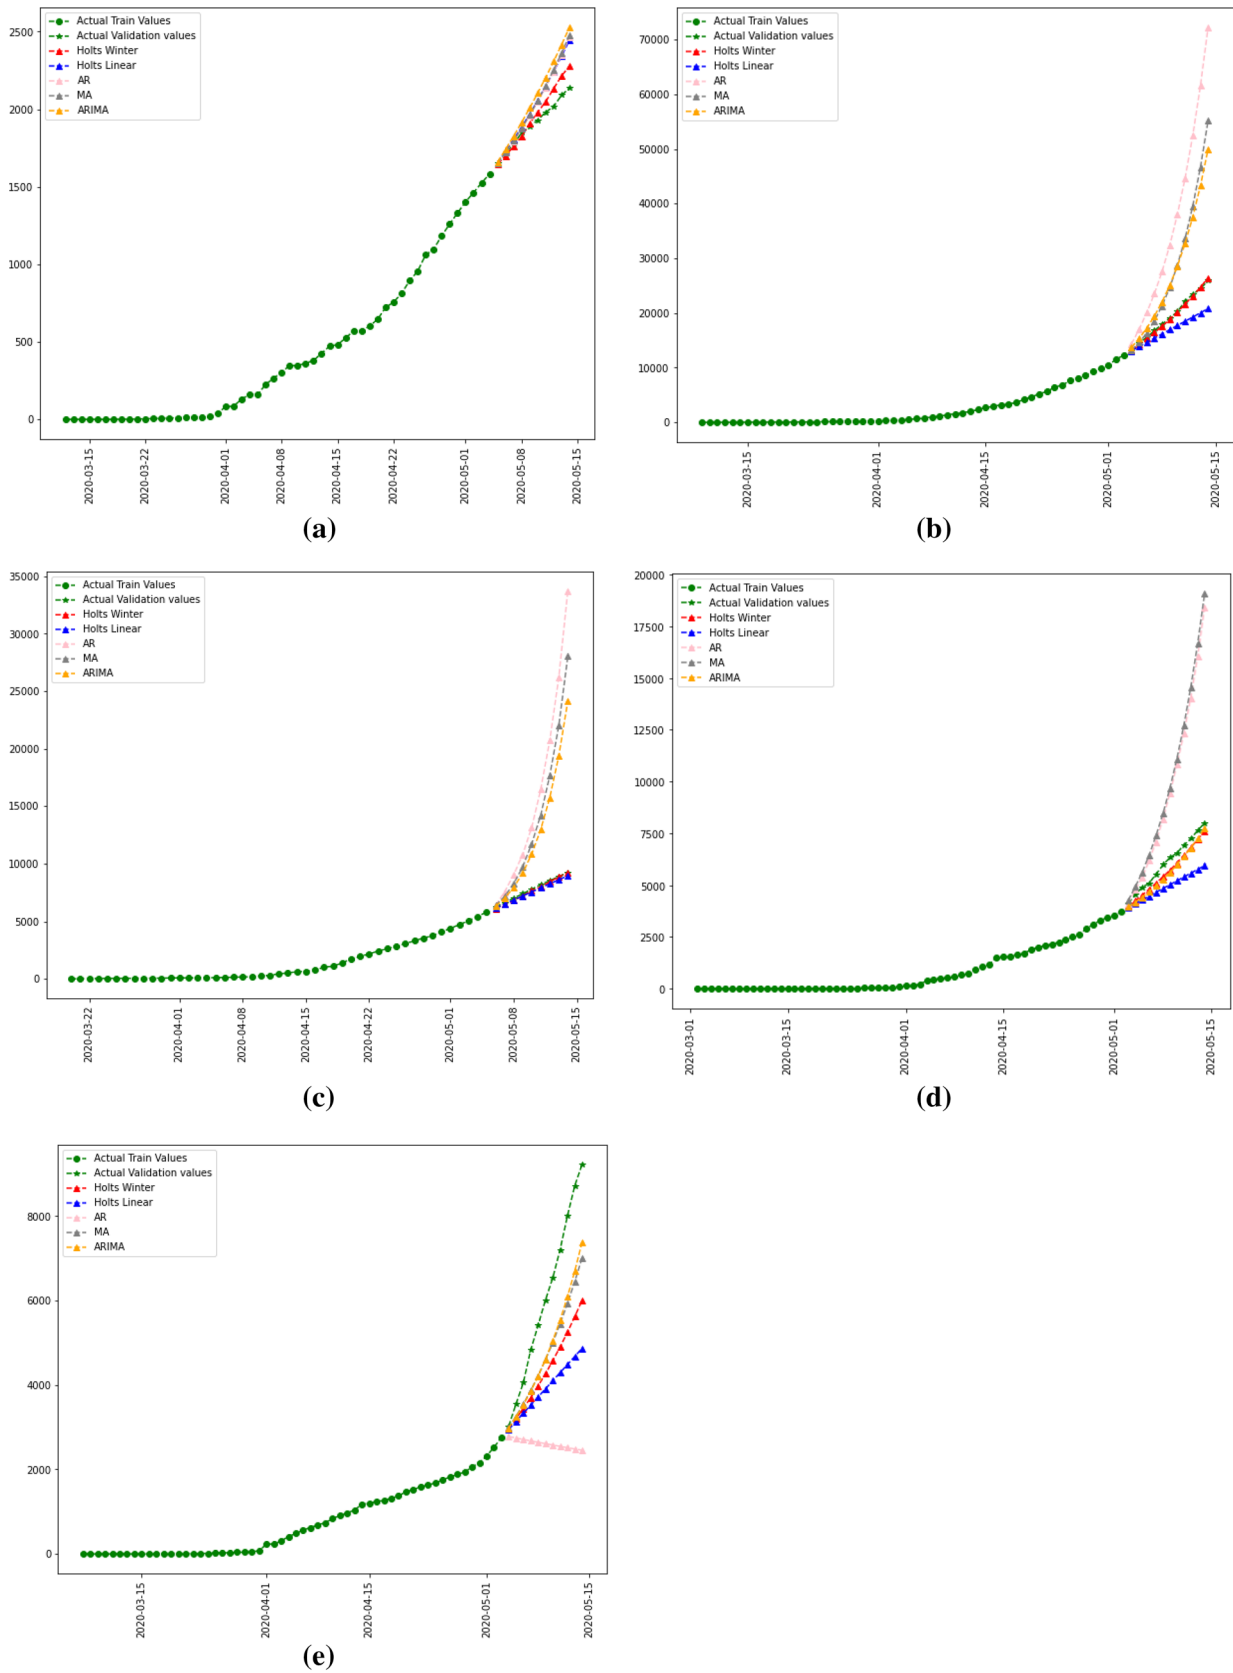 2500
2000
1500
1000
500
0
Actual Train Values
Actual Validation values
Holts Winter
Holts Linear
AR
MA
ARIMA
2020-03-15
2020-03-22
2020-04-01
2020-04-08
2020-04-15
2020-04-22
2020-05-01
2020-05-08
2020-05-15
(a)
70000
60000
50000
40000
30000
20000
10000
0
Actual Train Values
Actual Validation values
Holts Winter
Holts Linear
AR
MA
ARIMA
2020-03-15
2020-04-01
2020-04-15
2020-05-01
2020-05-15
(b)
35000
30000
25000
20000
15000
10000
5000
0
Actual Train Values
Actual Validation values
Holts Winter
Holts Linear
AR
MA
ARIMA
2020-03-22
2020-04-01
2020-04-08
2020-04-15
2020-04-22
2020-05-01
2020-05-08
2020-05-15
(c)
20000
17500
15000
12500
10000
7500
5000
2500
0
Actual Train Values
Actual Validation values
Holts Winter
Holts Linear
AR
MA
ARIMA
2020-03-01
2020-03-15
2020-04-01
2020-04-15
2020-05-01
2020-05-15
(d)
8000
6000
4000
2000
0
Actual Train Values
Actual Validation values
Holts Winter
Holts Linear
AR
MA
ARIMA
2020-03-15
2020-04-01
2020-04-15
2020-05-01
2020-05-15
(e)